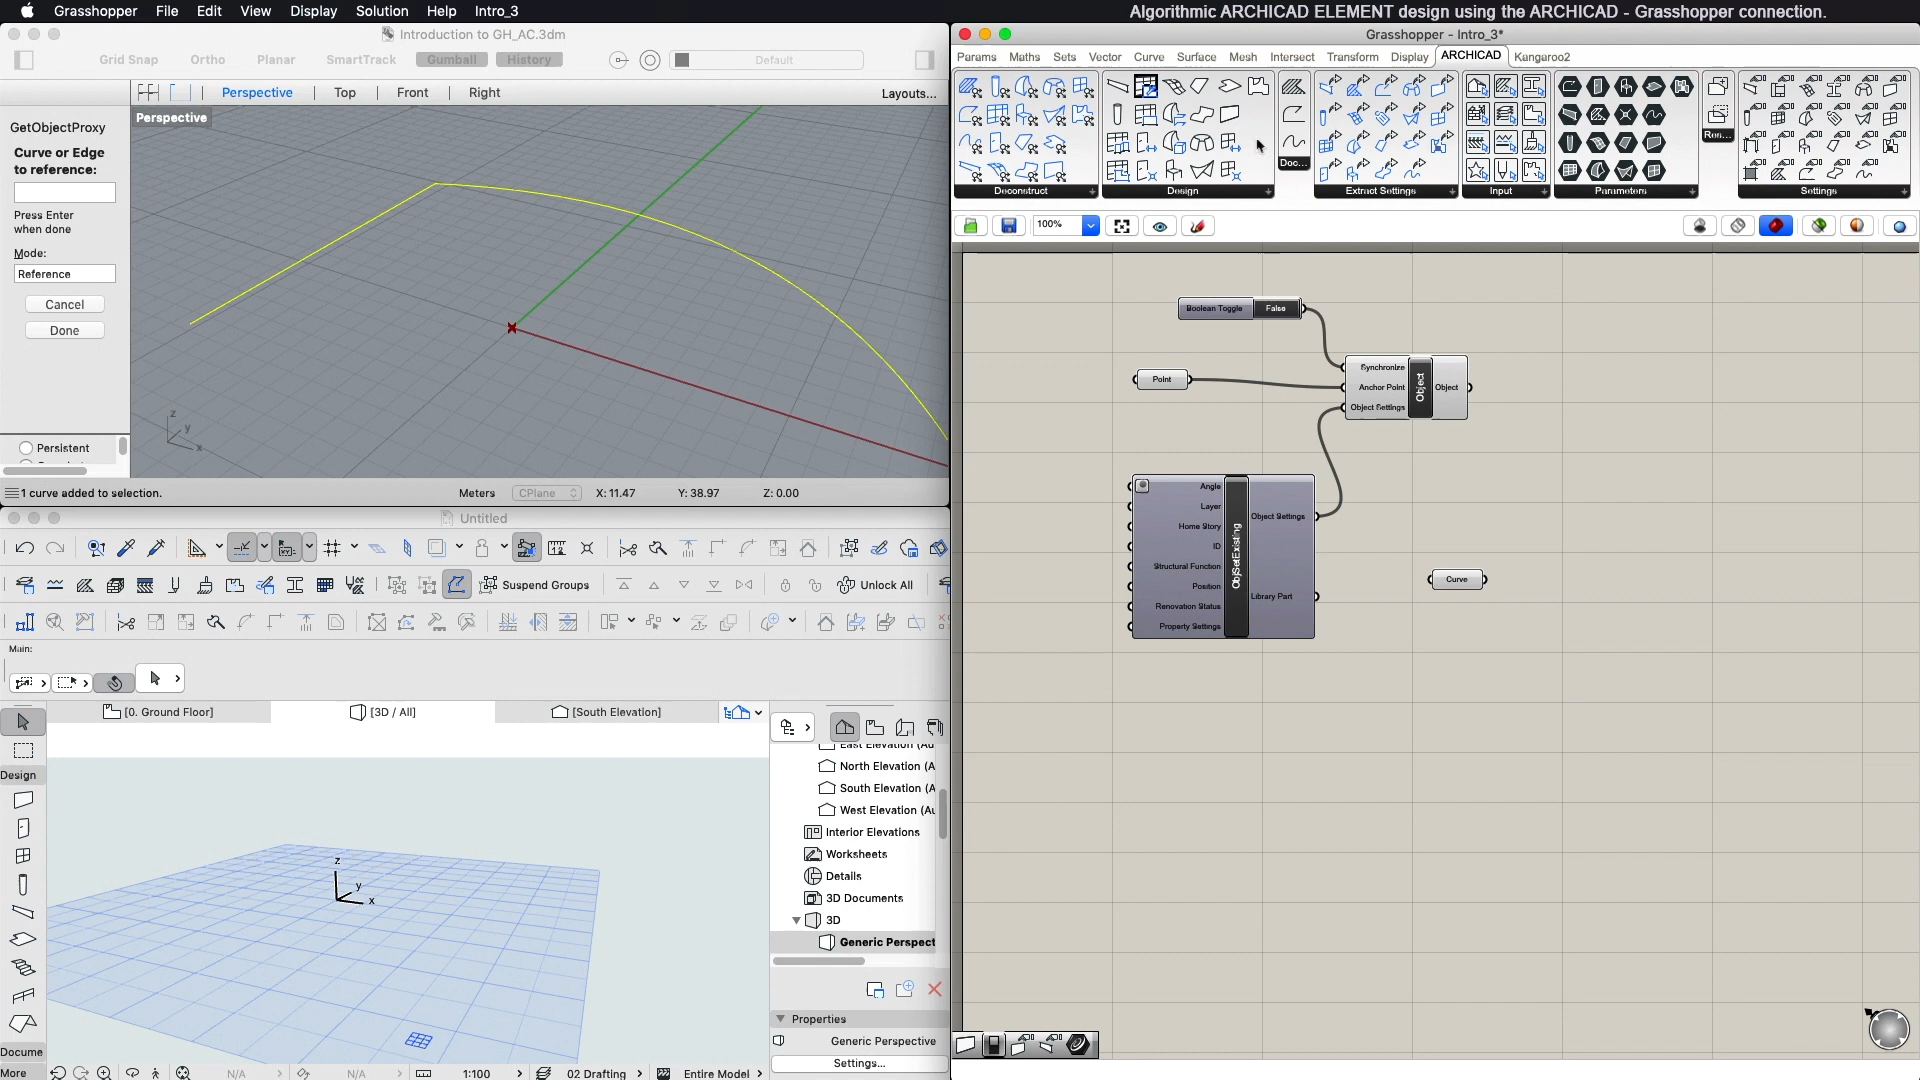 Grasshopper File Edit View Display Solution Help Intro_3
Algorithmic ARCHICAD ELEMENT design using the ARCHICAD - Grasshopper connection.
Introduction to GH_AC.3dm
Grid Snap Ortho Planar SmartTrack Gumball History Default
Perspective Top Front Right Layouts...
Perspective
GetObjectProxy
Curve or Edge
to reference:
Press Enter
when done
Mode:
Reference
Cancel
Done
Persistent
1 curve added to selection. Meters CPlane X:11.47 Y:38.97 Z:0.00
Untitled
Suspend Groups
Unlock All
Main:
[0. Ground Floor]
[3D / All]
[South Elevation]
Design
Docume
More
z
y
x
z
y
x
East Elevation (Au
North Elevation (A
South Elevation (A
West Elevation (Au
Interior Elevations
Worksheets
Details
3D Documents
3D
Generic Perspect
Properties
Generic Perspective
Settings...
N/A
N/A
1:100
02 Drafting
Entire Model
Grasshopper - Intro_3*
Params Maths Sets Vector Curve Surface Mesh Intersect Transform Display ARCHICAD Kangaroo2
Deconstruct
Design
Doc...
Extract Settings
Input
Parameters
Ren...
Settings
100%
Boolean Toggle False
Point
Synchronize
Anchor Point
Object Settings
Object
Object
Angle
Layer
Home Story
ID
Structural Function
Position
Renovation Status
Property Settings
ObjSetExisting
Object Settings
Library Part
Curve